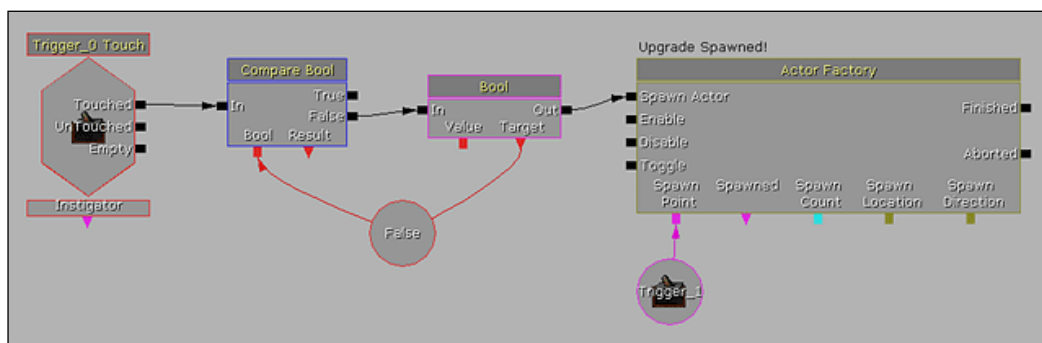 Trigger_0 Touch
Touched
UnTouched
Empty
Instigator
Compare Bool
In
True
False
Bool
Result
Bool
In
Out
Value
Target
False
Upgrade Spawned!
Actor Factory
Spawn Actor
Enable
Disable
Toggle
Finished
Aborted
Spawn Point
Spawned
Spawn Count
Spawn Location
Spawn Direction
Trigger_1